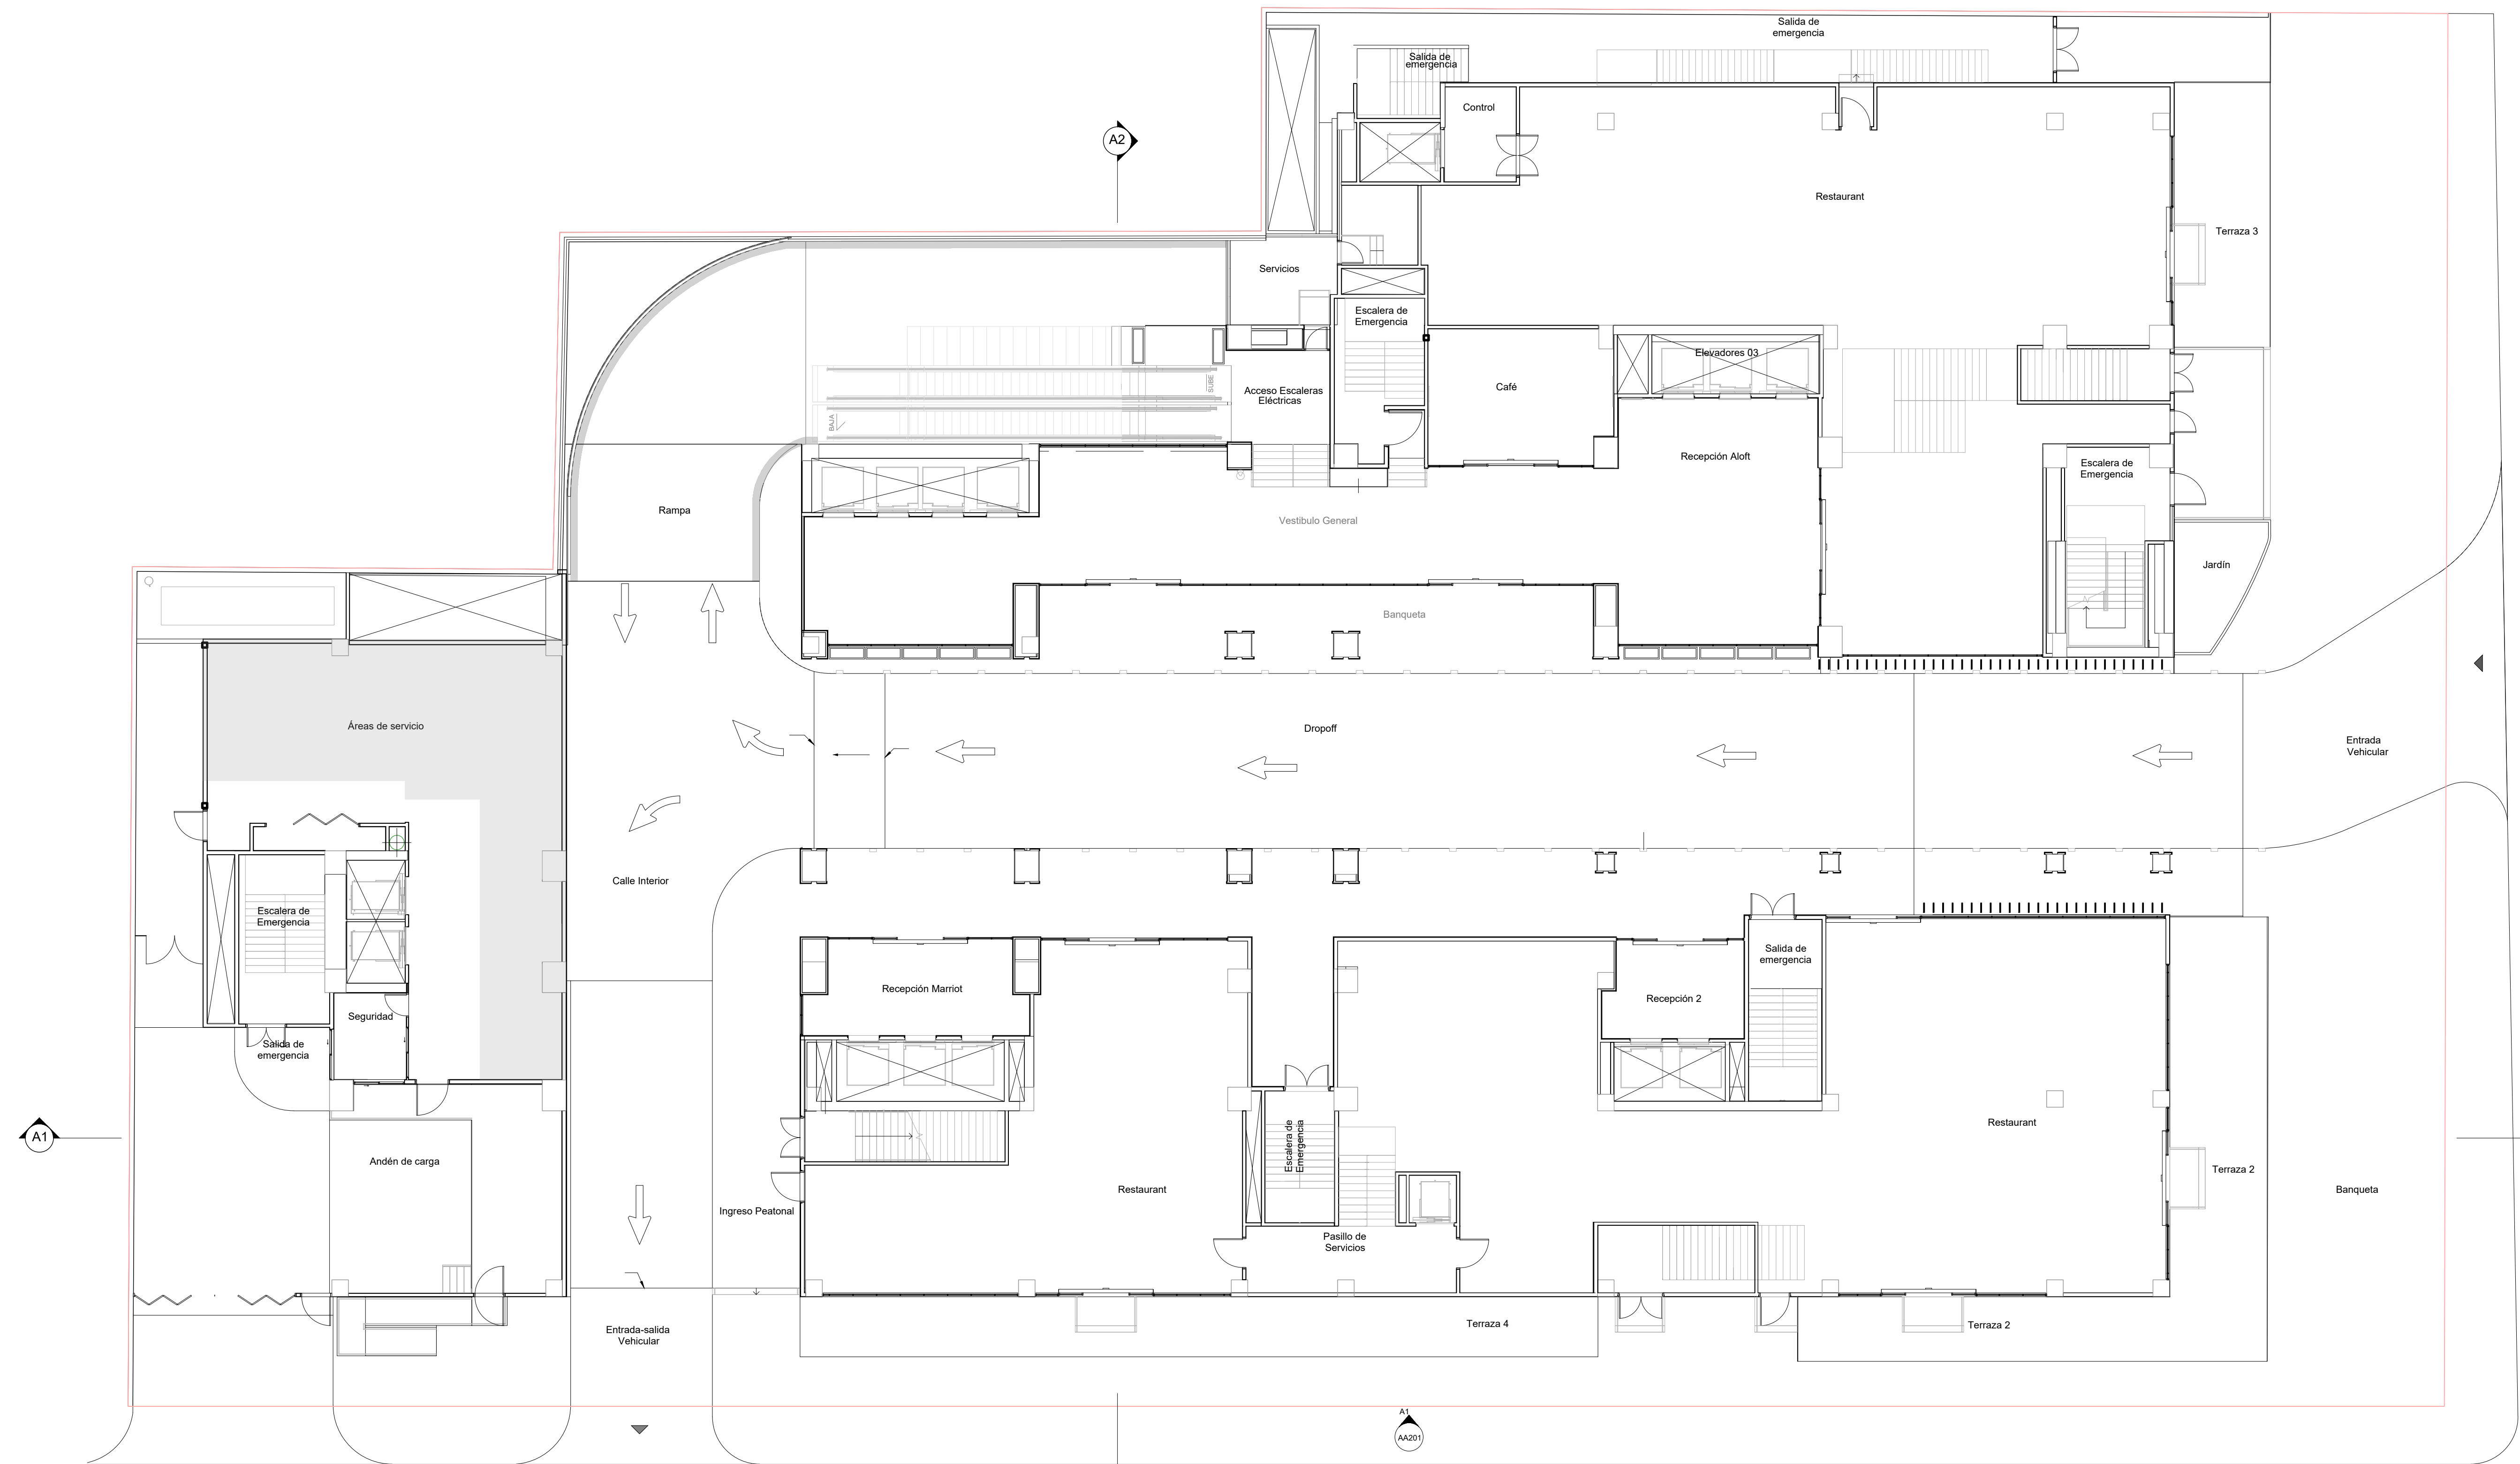 Salida de
emergencia
Salida de
emergencia
Control
A2
Restaurant
Terraza 3
Servicios
Escalera de
Emergencia
Elevadores 03
SUBE
Acceso Escaleras
Eléctricas
Café
BAJA
Recepción Aloft
Escalera de
Emergencia
Rampa
Vestibulo General
Jardín
Banqueta
Áreas de servicio
Dropoff
Entrada
Vehicular
Calle Interior
Escalera de
Emergencia
Salida de
emergencia
Recepción Marriot
Recepción 2
Seguridad
Salida de
emergencia
A1
Escalera de
Emergencia
Restaurant
Andén de carga
Terraza 2
Restaurant
Banqueta
Ingreso Peatonal
Pasillo de
Servicios
Entrada-salida
Vehicular
Terraza 4
Terraza 2
A1
AA201